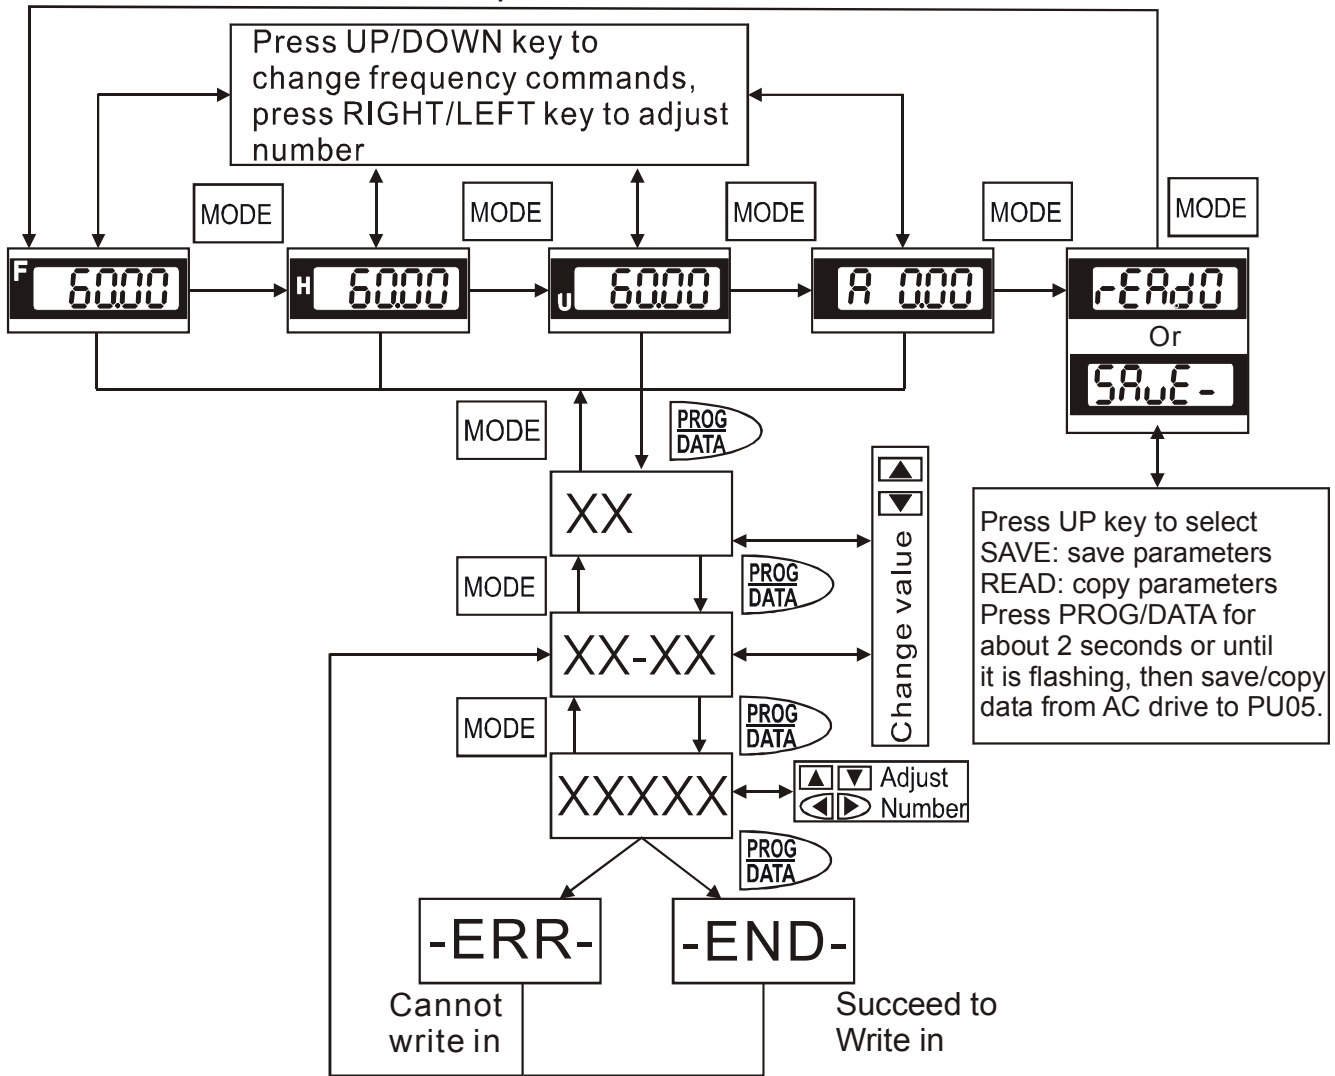 Press UP/DOWN key to
change frequency commands,
press RIGHT/LEFT key to adjust
number
MODE
MODE
MODE
MODE
MODE
F 60.00
H 60.00
U 60.00
A 0.00
rEAd0
Or
SAvE-
MODE
PROG
DATA
XX
MODE
PROG
DATA
XX-XX
MODE
PROG
DATA
XXXXX
Change value
Adjust
Number
PROG
DATA
Press UP key to select
SAVE: save parameters
READ: copy parameters
Press PROG/DATA for
about 2 seconds or until
it is flashing, then save/copy
data from AC drive to PU05.
-ERR-
-END-
Cannot
write in
Succeed to
Write in